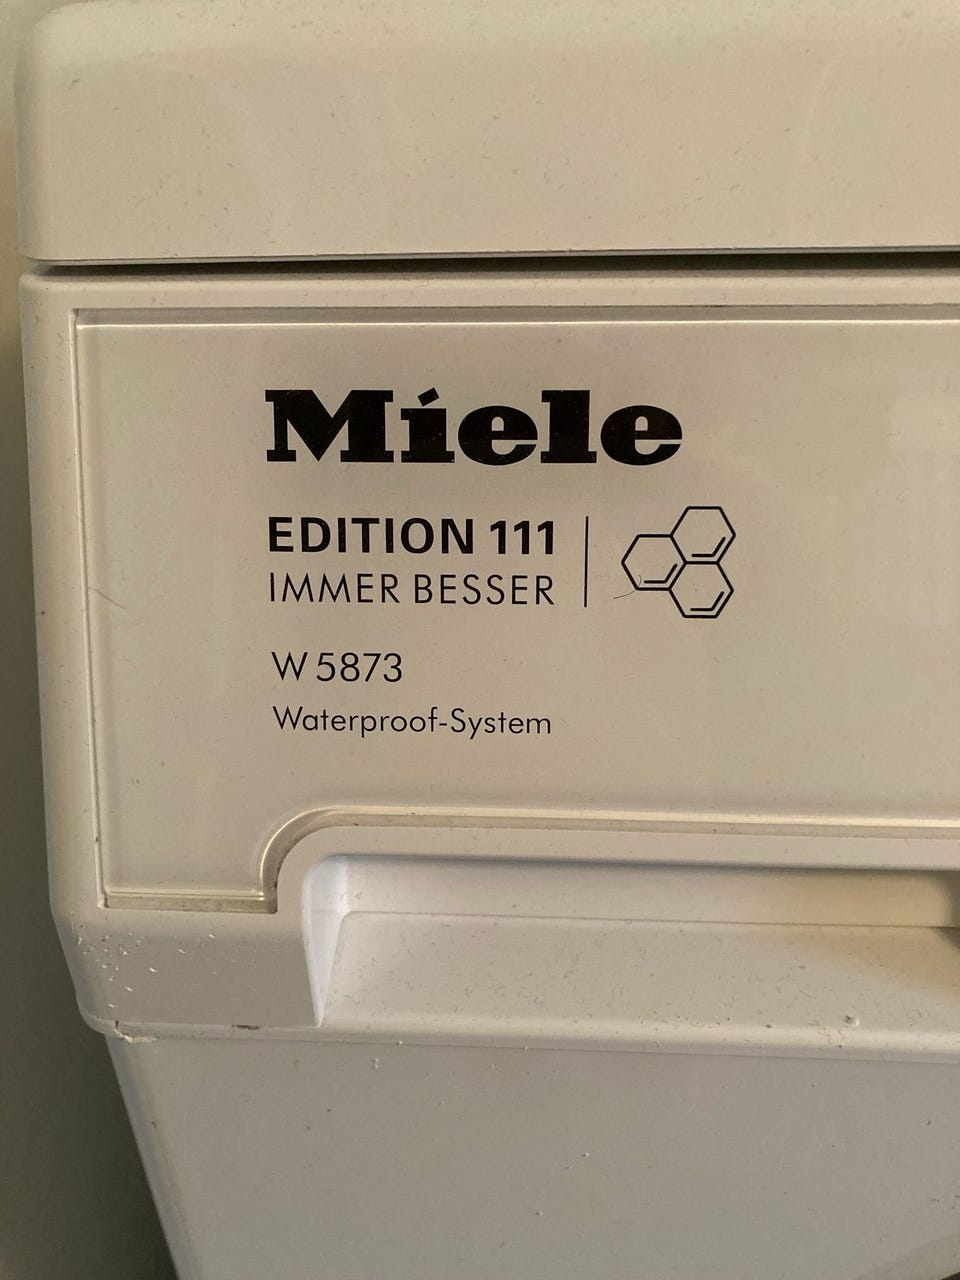 Miele
EDITION 111
IMMER BESSER
W 5873
Waterproof-System